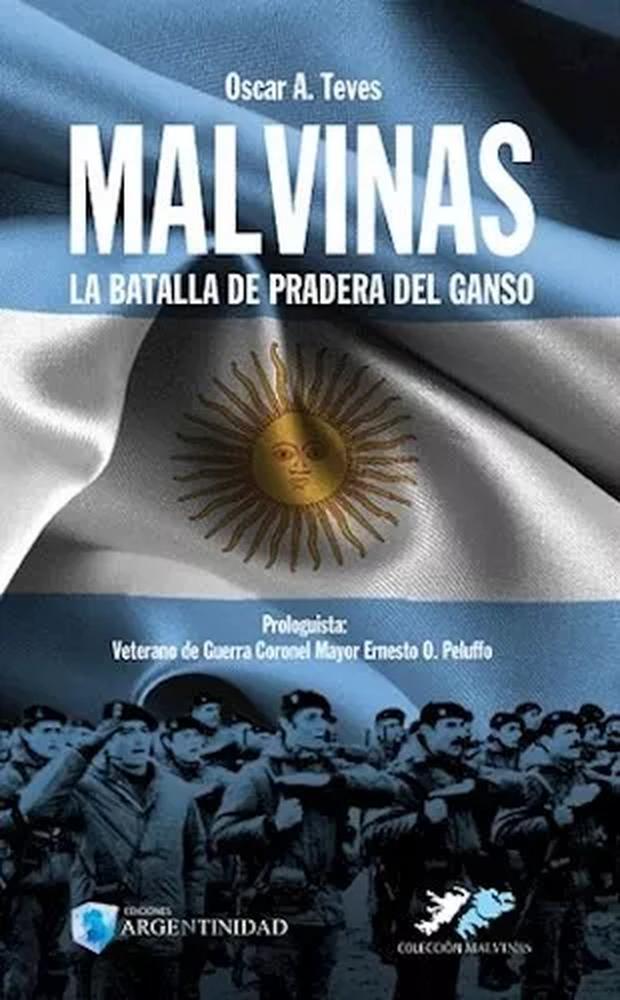 Oscar A. Teves
MALVINAS
LA BATALLA DE PRADERA DEL GANSO
Prologuista:
Veterano de Guerra Coronel Mayor Ernesto O. Peluffo
EDICIONES
ARGENTINIDAD
COLECCIÓN MALVINAS